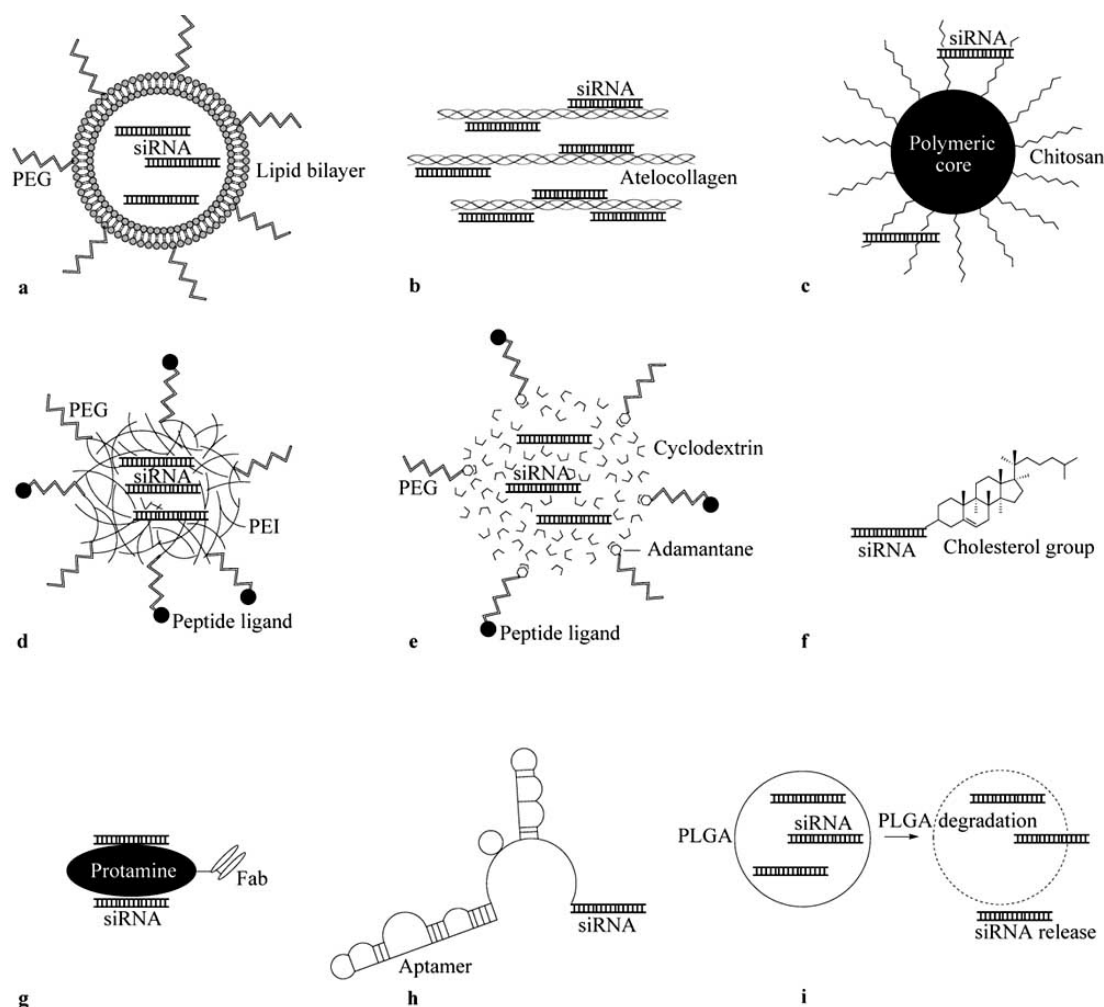 siRNA
PEG
Lipid bilayer
a
siRNA
Atelocollagen
b
siRNA
Polymeric
core
Chitosan
c
PEG
siRNA
PEI
Peptide ligand
d
Cyclodextrin
siRNA
PEG
Adamantane
Peptide ligand
e
siRNA
Cholesterol group
f
Protamine
Fab
siRNA
g
siRNA
Aptamer
h
siRNA
PLGA
PLGA degradation
siRNA release
i